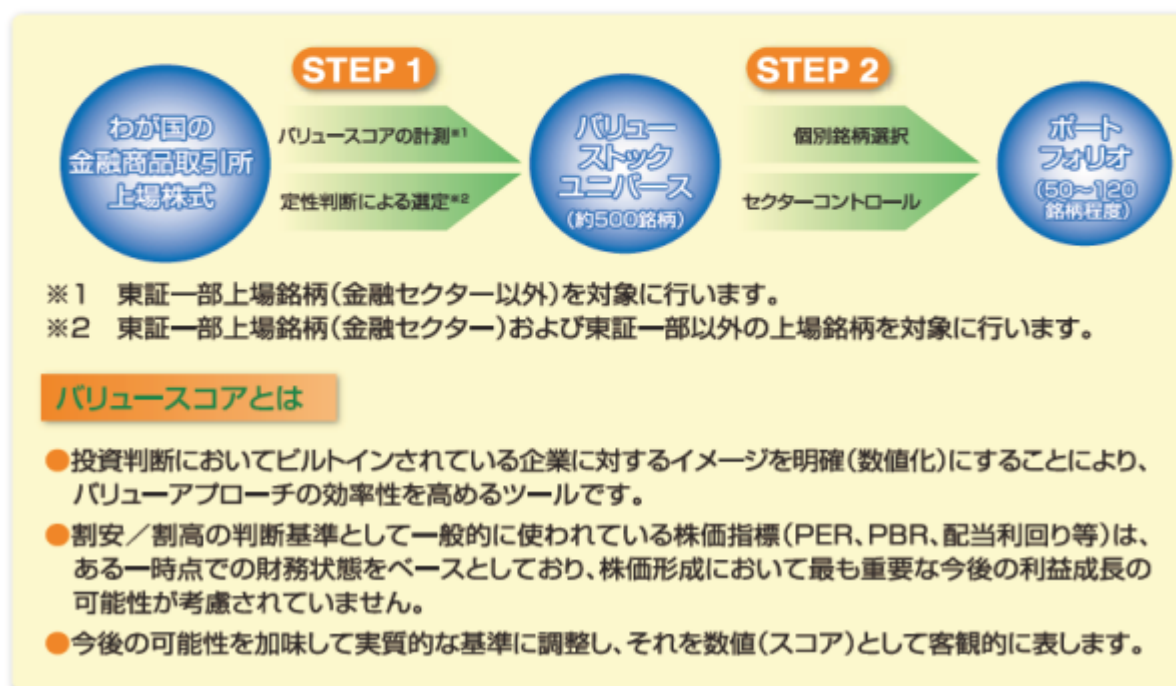 STEP 1
STEP 2
わが国の
金融商品取引所
上場株式
バリュースコアの計測※1
定性判断による選定※2
バリュー
ストック
ユニバース
(約500銘柄)
個別銘柄選択
セクターコントロール
ポート
フォリオ
(50〜120
銘柄程度)
※1 東証一部上場銘柄(金融セクター以外)を対象に行います。
※2 東証一部上場銘柄(金融セクター)および東証一部以外の上場銘柄を対象に行います。
バリュースコアとは
●投資判断においてビルトインされている企業に対するイメージを明確(数値化)にすることにより、
バリューアプローチの効率性を高めるツールです。
●割安/割高の判断基準として一般的に使われている株価指標(PER、PBR、配当利回り等)は、
ある一時点での財務状態をベースとしており、株価形成において最も重要な今後の利益成長の
可能性が考慮されていません。
●今後の可能性を加味して実質的な基準に調整し、それを数値(スコア)として客観的に表します。